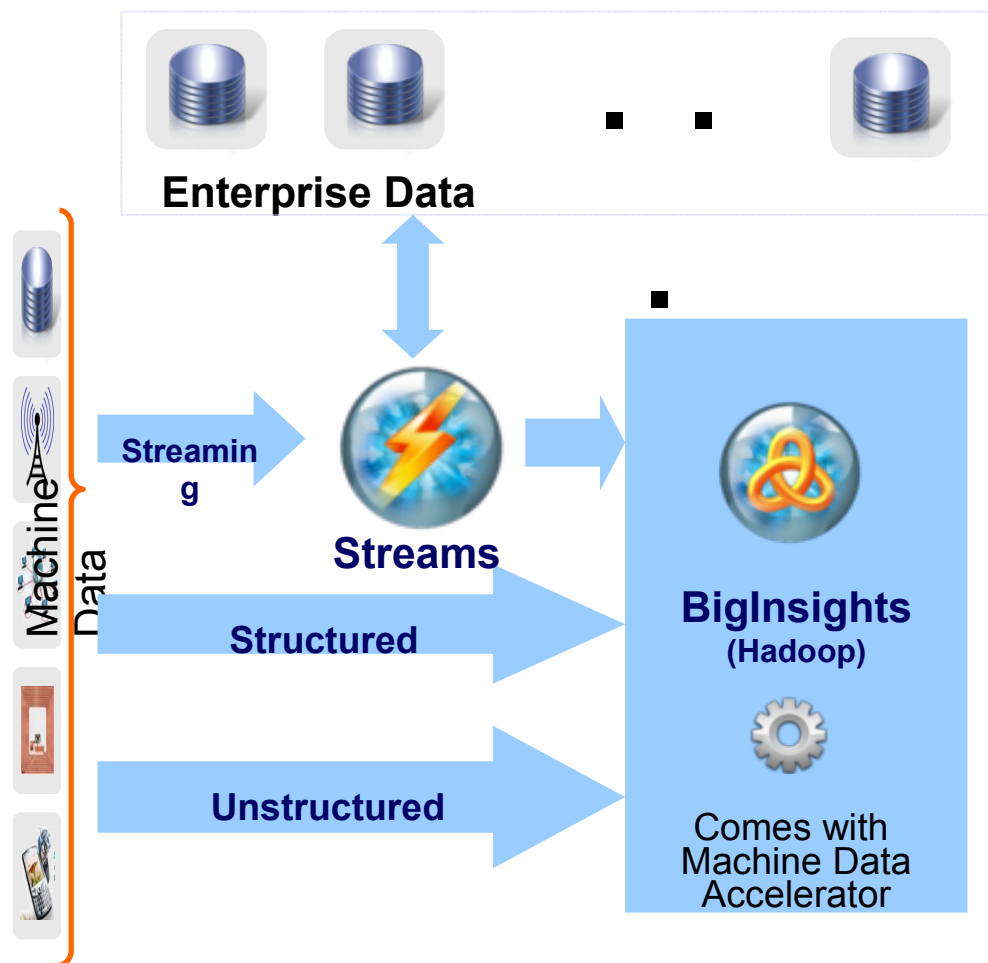 Enterprise Data
Machine
Data
Streamin
g
Streams
Structured
Unstructured
BigInsights
(Hadoop)
Comes with
Machine Data
Accelerator